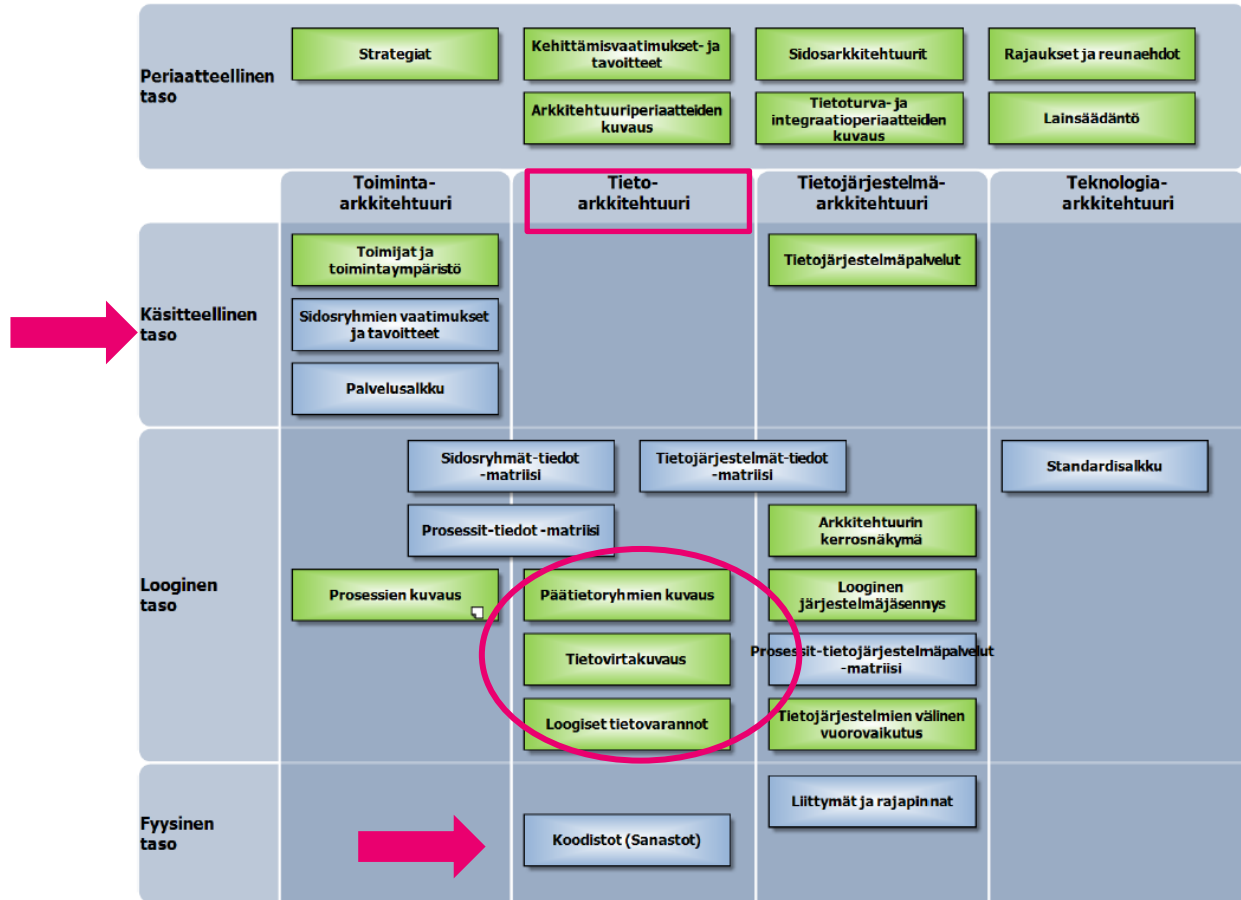 Periaatteellinen
taso
Strategiat
Kehittämisvaatimukset- ja
tavoitteet
Sidosarkkitehtuurit
Rajaukset ja reunaehdot
Arkkitehtuuriperiaatteiden
kuvaus
Tietoturva- ja
integraatioperiaatteiden
kuvaus
Lainsäädäntö
Toiminta-
arkkitehtuuri
Tieto-
arkkitehtuuri
Tietojärjestelmä-
arkkitehtuuri
Teknologia-
arkkitehtuuri
Käsitteellinen
taso
Toimijat ja
toimintaympäristö
Tietojärjestelmäpalvelut
Sidosryhmien vaatimukset
ja tavoitteet
Palvelusalkku
Looginen
taso
Sidosryhmät-tiedot
-matriisi
Tietojärjestelmät-tiedot
-matriisi
Standardisalkku
Prosessit-tiedot -matriisi
Arkkitehtuurin
kerrosnäkymä
Prosessien kuvaus
Päätietoryhmien kuvaus
Looginen
järjestelmäjäsennys
Tietovirtakuvaus
Prosessit-tietojärjestelmäpalvelut
-matriisi
Loogiset tietovarannot
Tietojärjestelmien välinen
vuorovaikutus
Fyysinen
taso
Liittymät ja rajapinnat
Koodistot (Sanastot)